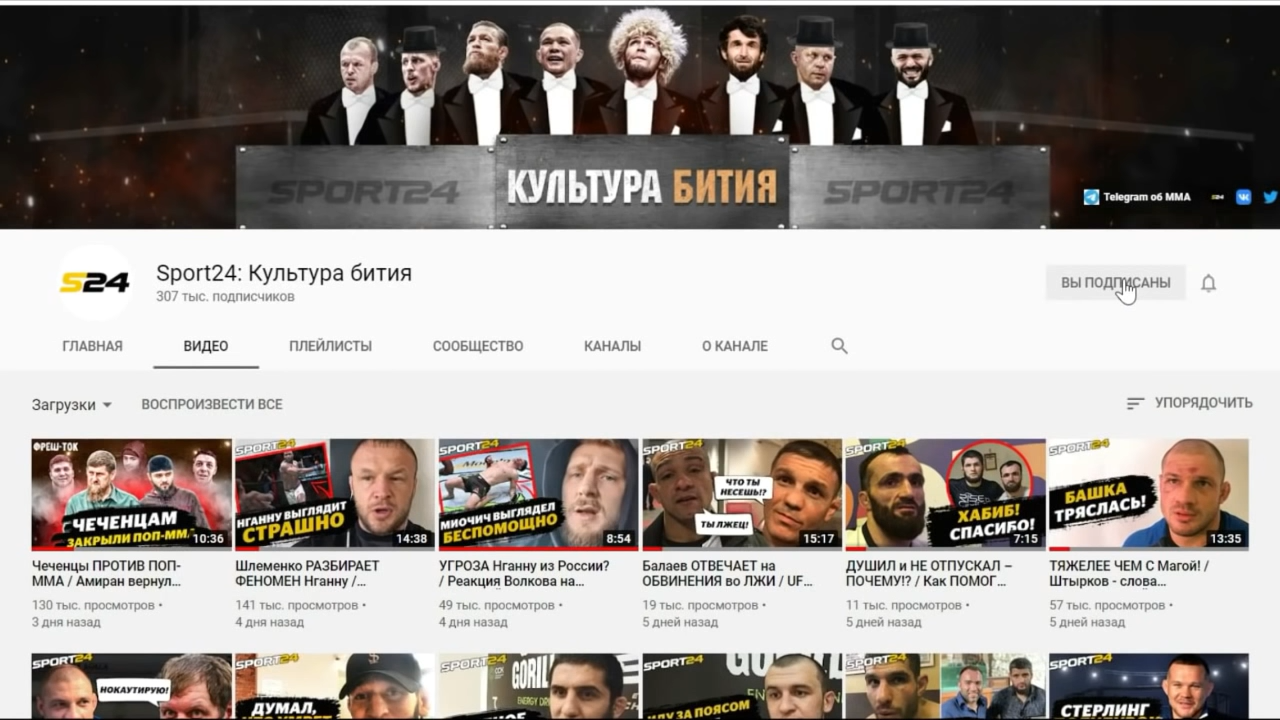 SPORT24
КУЛЬТУРА БИТИЯ
SPORT24
Telegram об ММА
S24
Sport24: Культура бития
307 тыс. подписчиков
ВЫ ПОДПИСАНЫ
ГЛАВНАЯ ВИДЕО ПЛЕЙЛИСТЫ СООБЩЕСТВО КАНАЛЫ О КАНАЛЕ
Загрузки ВОСПРОИЗВЕСТИ ВСЕ
УПОРЯДОЧИТЬ
ФРЕШ-ТОК
ЧЕЧЕНЦАМ
ЗАКРЫЛИ ПОП-ММА
10:36
SPORT24
НГАННУ ВЫГЛЯДИТ
СТРАШНО
14:38
SPORT24
МИОЧИЧ ВЫГЛЯДЕЛ
БЕСПОМОЩНО
8:54
SPORT24
ЧТО ТЫ
НЕСЕШЬ!?
ТЫ ЛЖЕЦ!
15:17
SPORT24
ХАБИБ!
СПАСИБО!
7:15
SPORT24
БАШКА
ТРЯСЛАСЬ!
13:35
Чеченцы ПРОТИВ ПОП-
ММА / Амиран вернул...
130 тыс. просмотров •
3 дня назад
Шлеменко РАЗБИРАЕТ
ФЕНОМЕН Нганну /...
141 тыс. просмотров •
4 дня назад
УГРОЗА Нганну из России?
/ Реакция Волкова на...
49 тыс. просмотров •
4 дня назад
Балаев ОТВЕЧАЕТ на
ОБВИНЕНИЯ во ЛЖИ / UF...
19 тыс. просмотров •
5 дней назад
ДУШИЛ и НЕ ОТПУСКАЛ –
ПОЧЕМУ!? / Как ПОМОГ...
11 тыс. просмотров •
5 дней назад
ТЯЖЕЛЕЕ ЧЕМ С Магой! /
Штырков - слова...
57 тыс. просмотров •
5 дней назад
SPORT24
НОКАУТИРУЮ!
SPORT24
ДУМАЛ,
SPORT24
SPORT24
ИДУ ЗА ПОЯСОМ
SPORT24
SPORT24
СТЕРЛИНГ